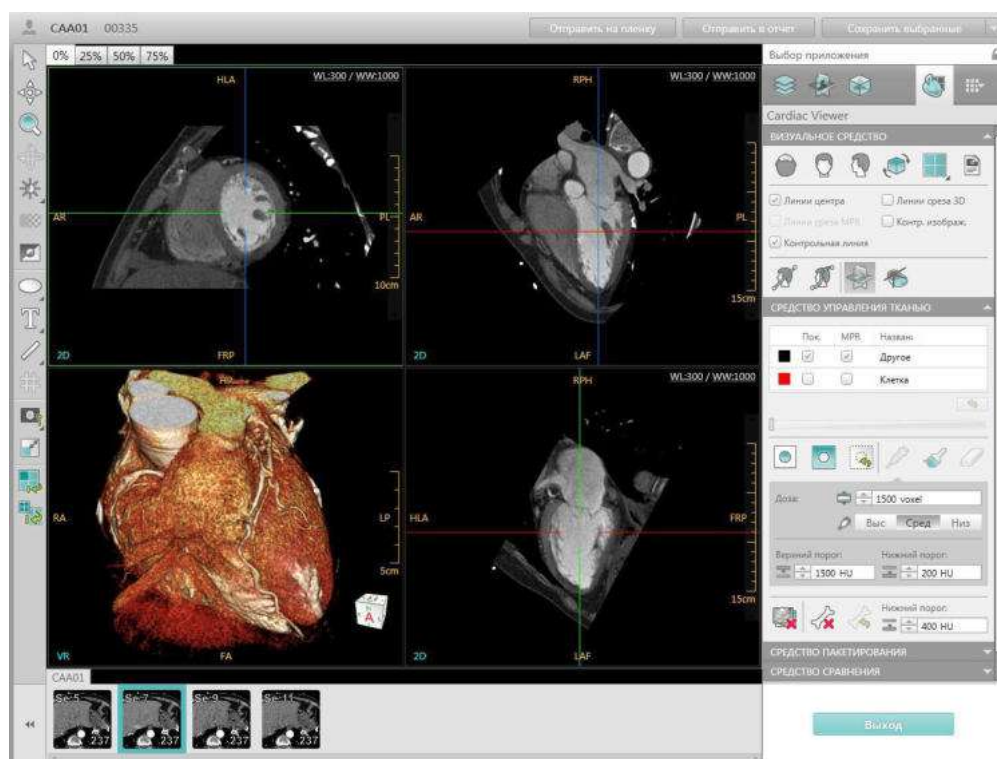 CAA01 00335
Отправить на пленку
Отправить в отчет
Сохранить выбранные
0% 25% 50% 75%
HLA
WL:300 / WW:1000
AR
PL
10cm
2D
FRP
RPH
WL:300 / WW:1000
AR
PL
15cm
2D
LAF
RA
LP
5cm
A
VR
FA
RPH
WL:300 / WW:1000
HLA
FRP
15cm
2D
LAF
CAA01
Se:5
237
Se:7
237
Se:9
237
Se:11
237
Выбор приложения
Cardiac Viewer
ВИЗУАЛЬНОЕ СРЕДСТВО
Линии центра
Линии среза 3D
Линии среза МРВ
Контр. изображ.
Контрольная линия
СРЕДСТВО УПРАВЛЕНИЯ ТКАНЬЮ
Пок. МРВ Назван:
Другое
Клетка
Доза:
1500 voxel
Выс Сред Низ
Верхний порог:
Нижний порог:
1500 HU
200 HU
Нижний порог:
400 HU
СРЕДСТВО ПАКЕТИРОВАНИЯ
СРЕДСТВО СРАВНЕНИЯ
Выход